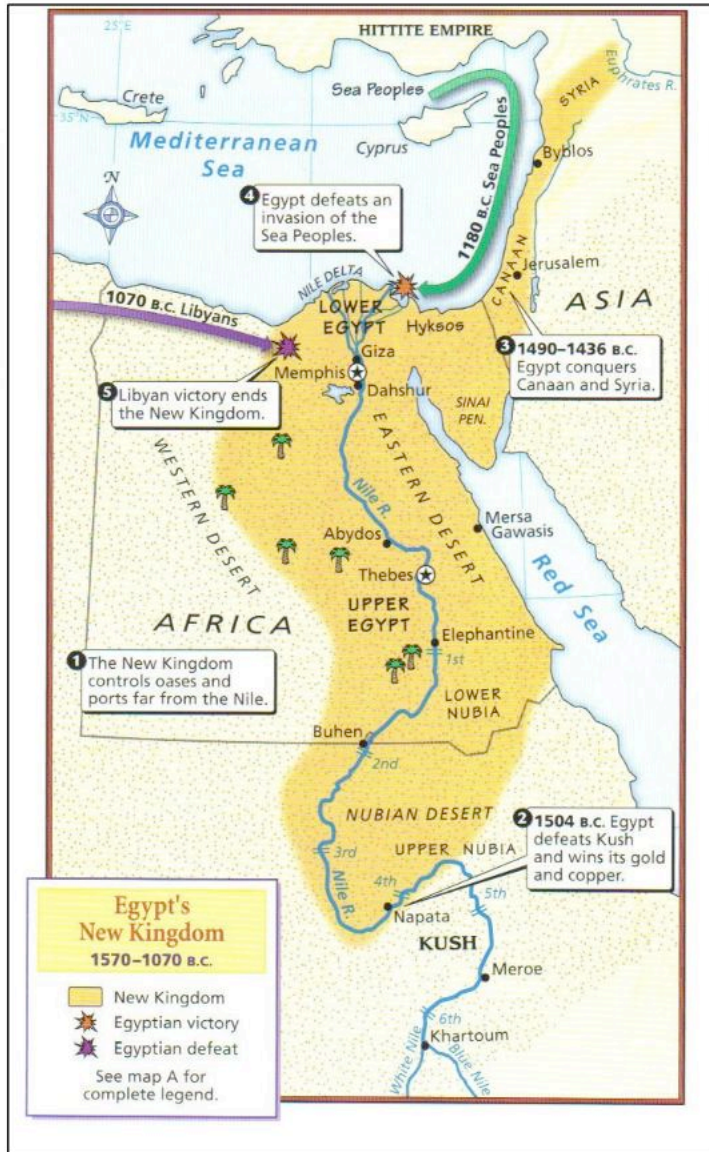 25°E
HITTITE EMPIRE
Euphrates R.
SYRIA
Sea Peoples
Crete
35°N
Mediterranean
Sea
Cyprus
Byblos
1180 B.C. Sea Peoples
N
4 Egypt defeats an
invasion of the
Sea Peoples.
CANAAN
Jerusalem
NILE DELTA
ASIA
1070 B.C. Libyans
LOWER
EGYPT
Hyksos
Giza
Memphis
Dahshur
3 1490–1436 B.C.
Egypt conquers
Canaan and Syria.
5 Libyan victory ends
the New Kingdom.
SINAI
PEN.
WESTERN DESERT
EASTERN DESERT
Nile R.
Mersa
Gawasis
Abydos
Thebes
Red Sea
AFRICA
UPPER
EGYPT
Elephantine
1st
1 The New Kingdom
controls oases and
ports far from the Nile.
LOWER
NUBIA
Buhen
2nd
NUBIAN DESERT
2 1504 B.C. Egypt
defeats Kush
and wins its gold
and copper.
3rd
UPPER NUBIA
4th
5th
Nile R.
Napata
KUSH
Meroe
6th
Khartoum
White Nile
Blue Nile
Egypt's
New Kingdom
1570–1070 B.C.
New Kingdom
Egyptian victory
Egyptian defeat
See map A for
complete legend.